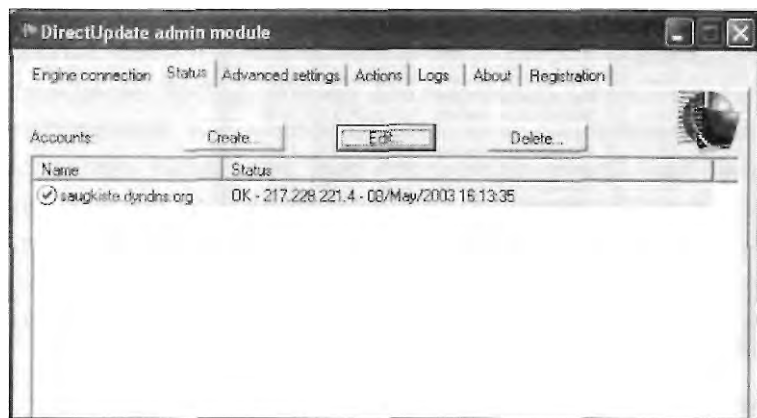 DirectUpdate admin module
Engine connection Status Advanced settings Actions Logs About Registration
Accounts: Create... Edit... Delete...
Name Status
saugkiste.dyndns.org OK - 217.228.221.4 - 08/May/2003 16:13:35